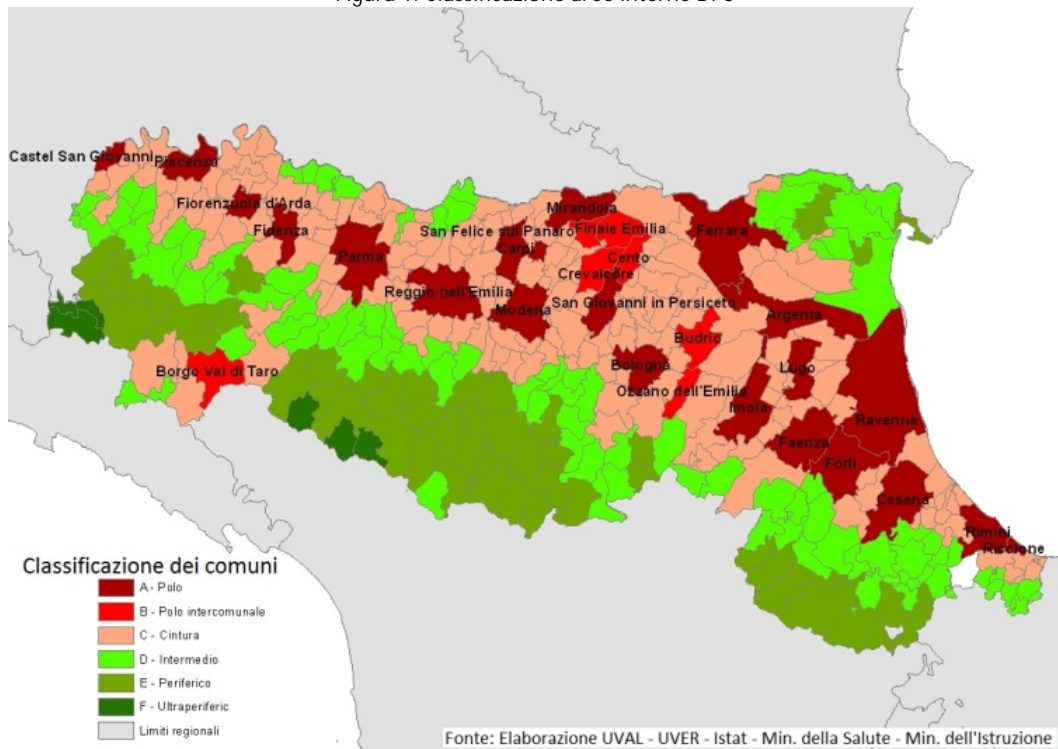 Castel San Giovanni
Piacenza
Fiorenzuola d'Arda
Fidenza
Parma
Reggio nell'Emilia
San Felice sul Panaro
Carpi
Mirandola
Finale Emilia
Cento
Crevalcore
Modena
San Giovanni in Persiceto
Ferrara
Argenta
Budrio
Bologna
Ozzano dell'Emilia
Lugo
Imola
Ravenna
Faenza
Forlì
Cesena
Rimini
Riccione
Borgo Val di Taro
Classificazione dei comuni
A - Polo
B - Polo intercomunale
C - Cintura
D - Intermedio
E - Periferico
F - Ultraperiferic
Limiti regionali
Fonte: Elaborazione UVAL - UVER - Istat - Min. della Salute - Min. dell'Istruzione